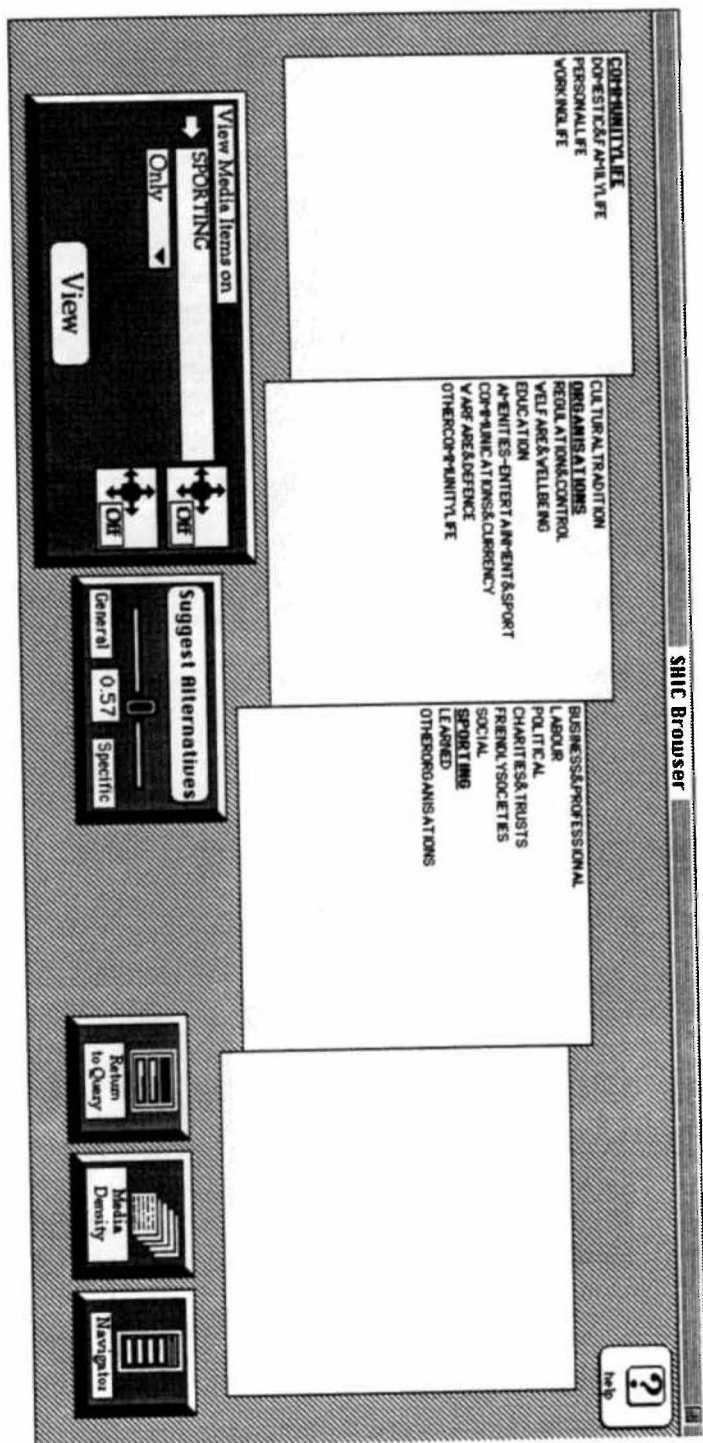 SHIC Browser
? help
COMMUNITYLIFE
DOMESTIC&FAMILYLIFE
PERSONALLIFE
WORKINGLIFE
CULTURALTRADITION
ORGANISATIONS
REGULATION&CONTROL
WELFARE&WELLBEING
EDUCATION
AMENITIES-ENTERTAINMENT&SPORT
COMMUNICATIONS&CURRENCY
WARFARE&DEFENCE
OTHERCOMMUNITYLIFE
BUSINESS&PROFESSIONAL
LABOUR
POLITICAL
CHARITIES&TRUSTS
FRIENDLYSOCIETIES
SOCIAL
SPORTING
LEARNED
OTHERORGANISATIONS
View Media Items on
SPORTING
Off
Only
Off
View
Suggest Alternatives
General 0.57 Specific
Return
to Query
Media
Density
Navigator